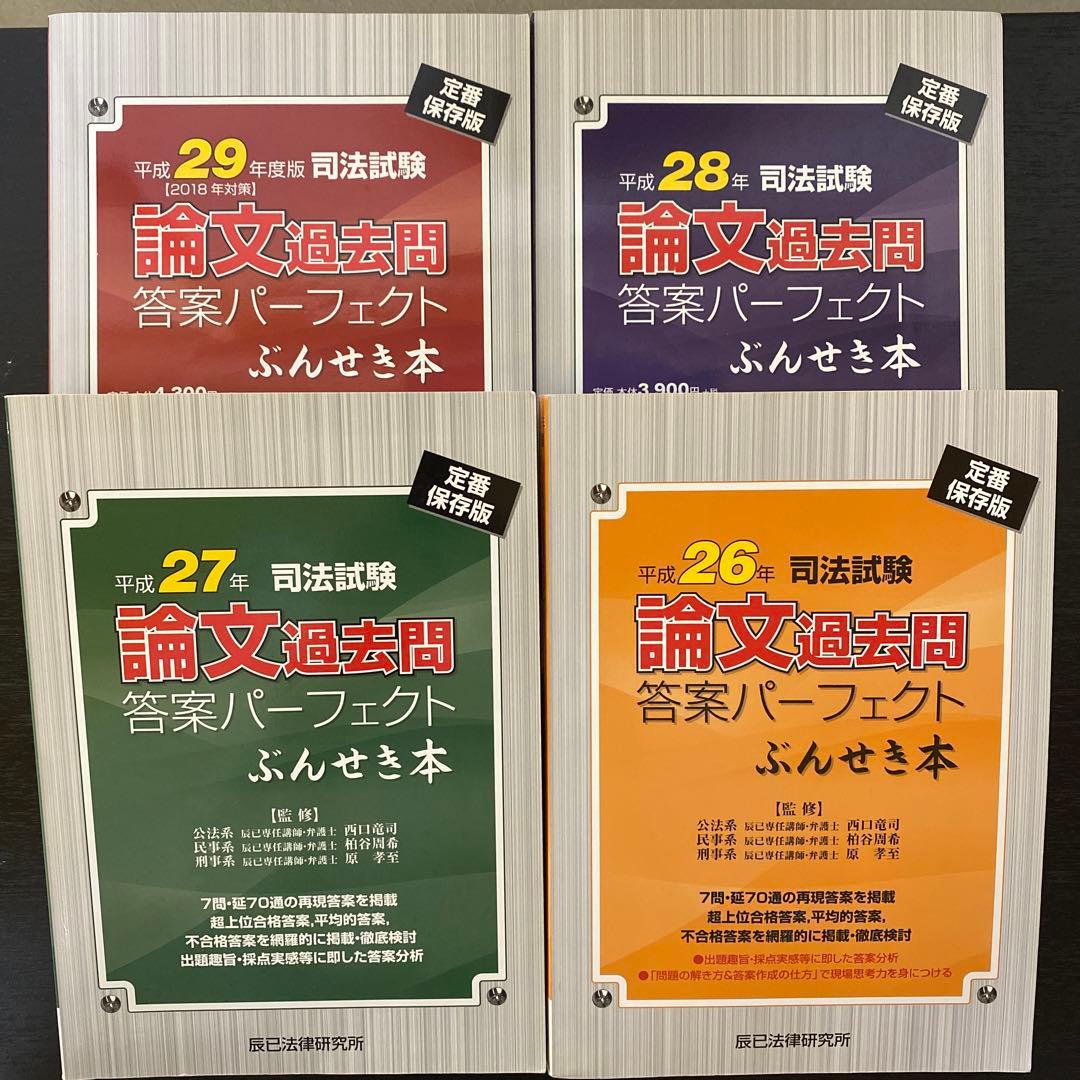 定番
保存版
平成29年度版 司法試験
【2018年対策】
論文過去問
答案パーフェクト
ぶんせき本
定番
保存版
平成28年 司法試験
論文過去問
答案パーフェクト
ぶんせき本
定価 本体3,900円+税
定番
保存版
平成27年 司法試験
論文過去問
答案パーフェクト
ぶんせき本
【監修】
公法系 辰已専任講師・弁護士 西口竜司
民事系 辰已専任講師・弁護士 柏谷周希
刑事系 辰已専任講師・弁護士 原 孝至
7問・延70通の再現答案を掲載
超上位合格答案,平均的答案,
不合格答案を網羅的に掲載・徹底検討
出題趣旨・採点実感等に即した答案分析
辰已法律研究所
定番
保存版
平成26年 司法試験
論文過去問
答案パーフェクト
ぶんせき本
【監修】
公法系 辰已専任講師・弁護士 西口竜司
民事系 辰已専任講師・弁護士 柏谷周希
刑事系 辰已専任講師・弁護士 原 孝至
7問・延70通の再現答案を掲載
超上位合格答案,平均的答案,
不合格答案を網羅的に掲載・徹底検討
●出題趣旨・採点実感等に即した答案分析
●「問題の解き方&答案作成の仕方」で現場思考力を身につける
辰已法律研究所